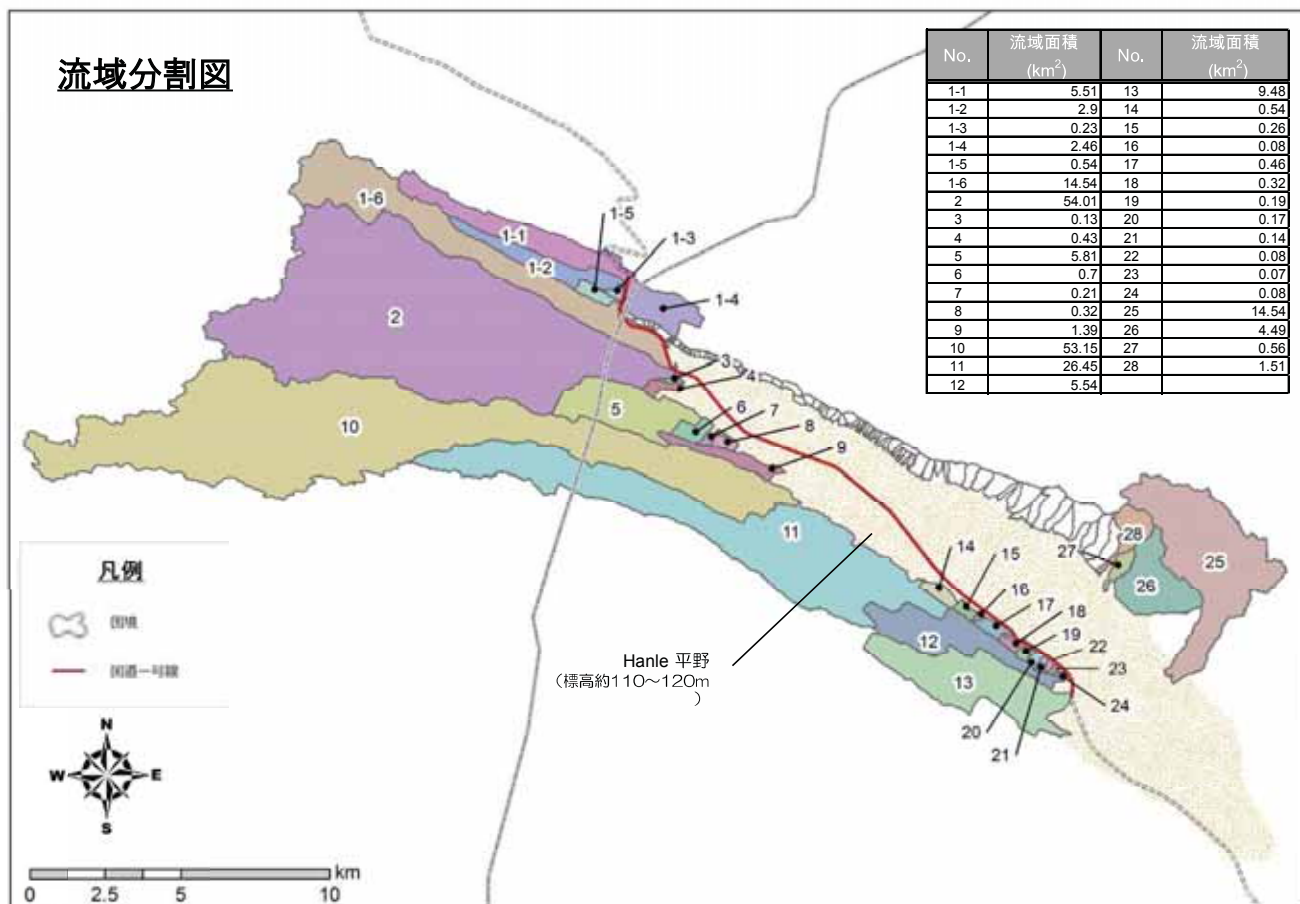 流域分割図
No. 流域面積 (km²) No. 流域面積 (km²)
1-1 5.51 13 9.48
1-2 2.9 14 0.54
1-3 0.23 15 0.26
1-4 2.46 16 0.08
1-5 0.54 17 0.46
1-6 14.54 18 0.32
2 54.01 19 0.19
3 0.13 20 0.17
4 0.43 21 0.14
5 5.81 22 0.08
6 0.7 23 0.07
7 0.21 24 0.08
8 0.32 25 14.54
9 1.39 26 4.49
10 53.15 27 0.56
11 26.45 28 1.51
12 5.54
1-6
1-1
1-5
1-2
1-3
1-4
2
3
4
5
6
7
8
9
10
11
14
15
16
17
18
19
22
23
24
12
13
20
21
27
28
26
25
Hanle 平野
(標高約110～120m
)
凡例
国境
国道一号線
N
W E
S
km
0 2.5 5 10